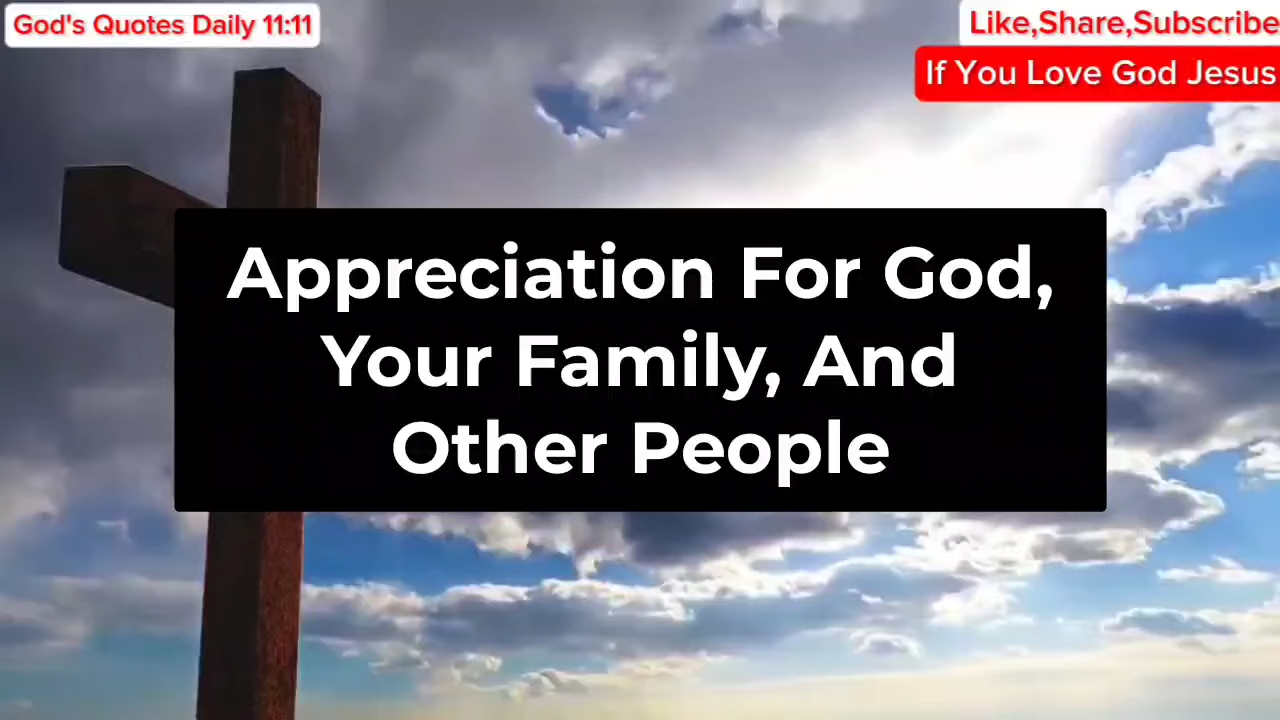 God's Quotes Daily 11:11
Like,Share,Subscribe
If You Love God Jesus
Appreciation For God,
Your Family, And
Other People